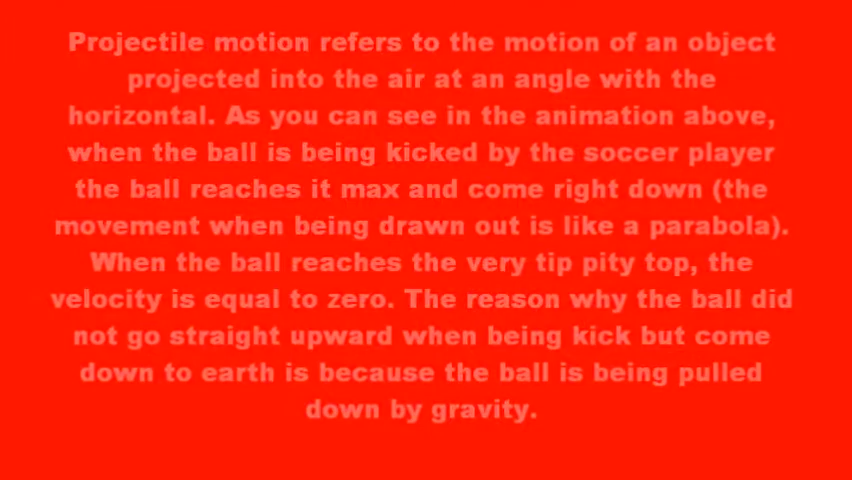 Projectile motion refers to the motion of an object
projected into the air at an angle with the
horizontal. As you can see in the animation above,
when the ball is being kicked by the soccer player
the ball reaches it max and come right down (the
movement when being drawn out is like a parabola).
When the ball reaches the very tip pity top, the
velocity is equal to zero. The reason why the ball did
not go straight upward when being kick but come
down to earth is because the ball is being pulled
down by gravity.